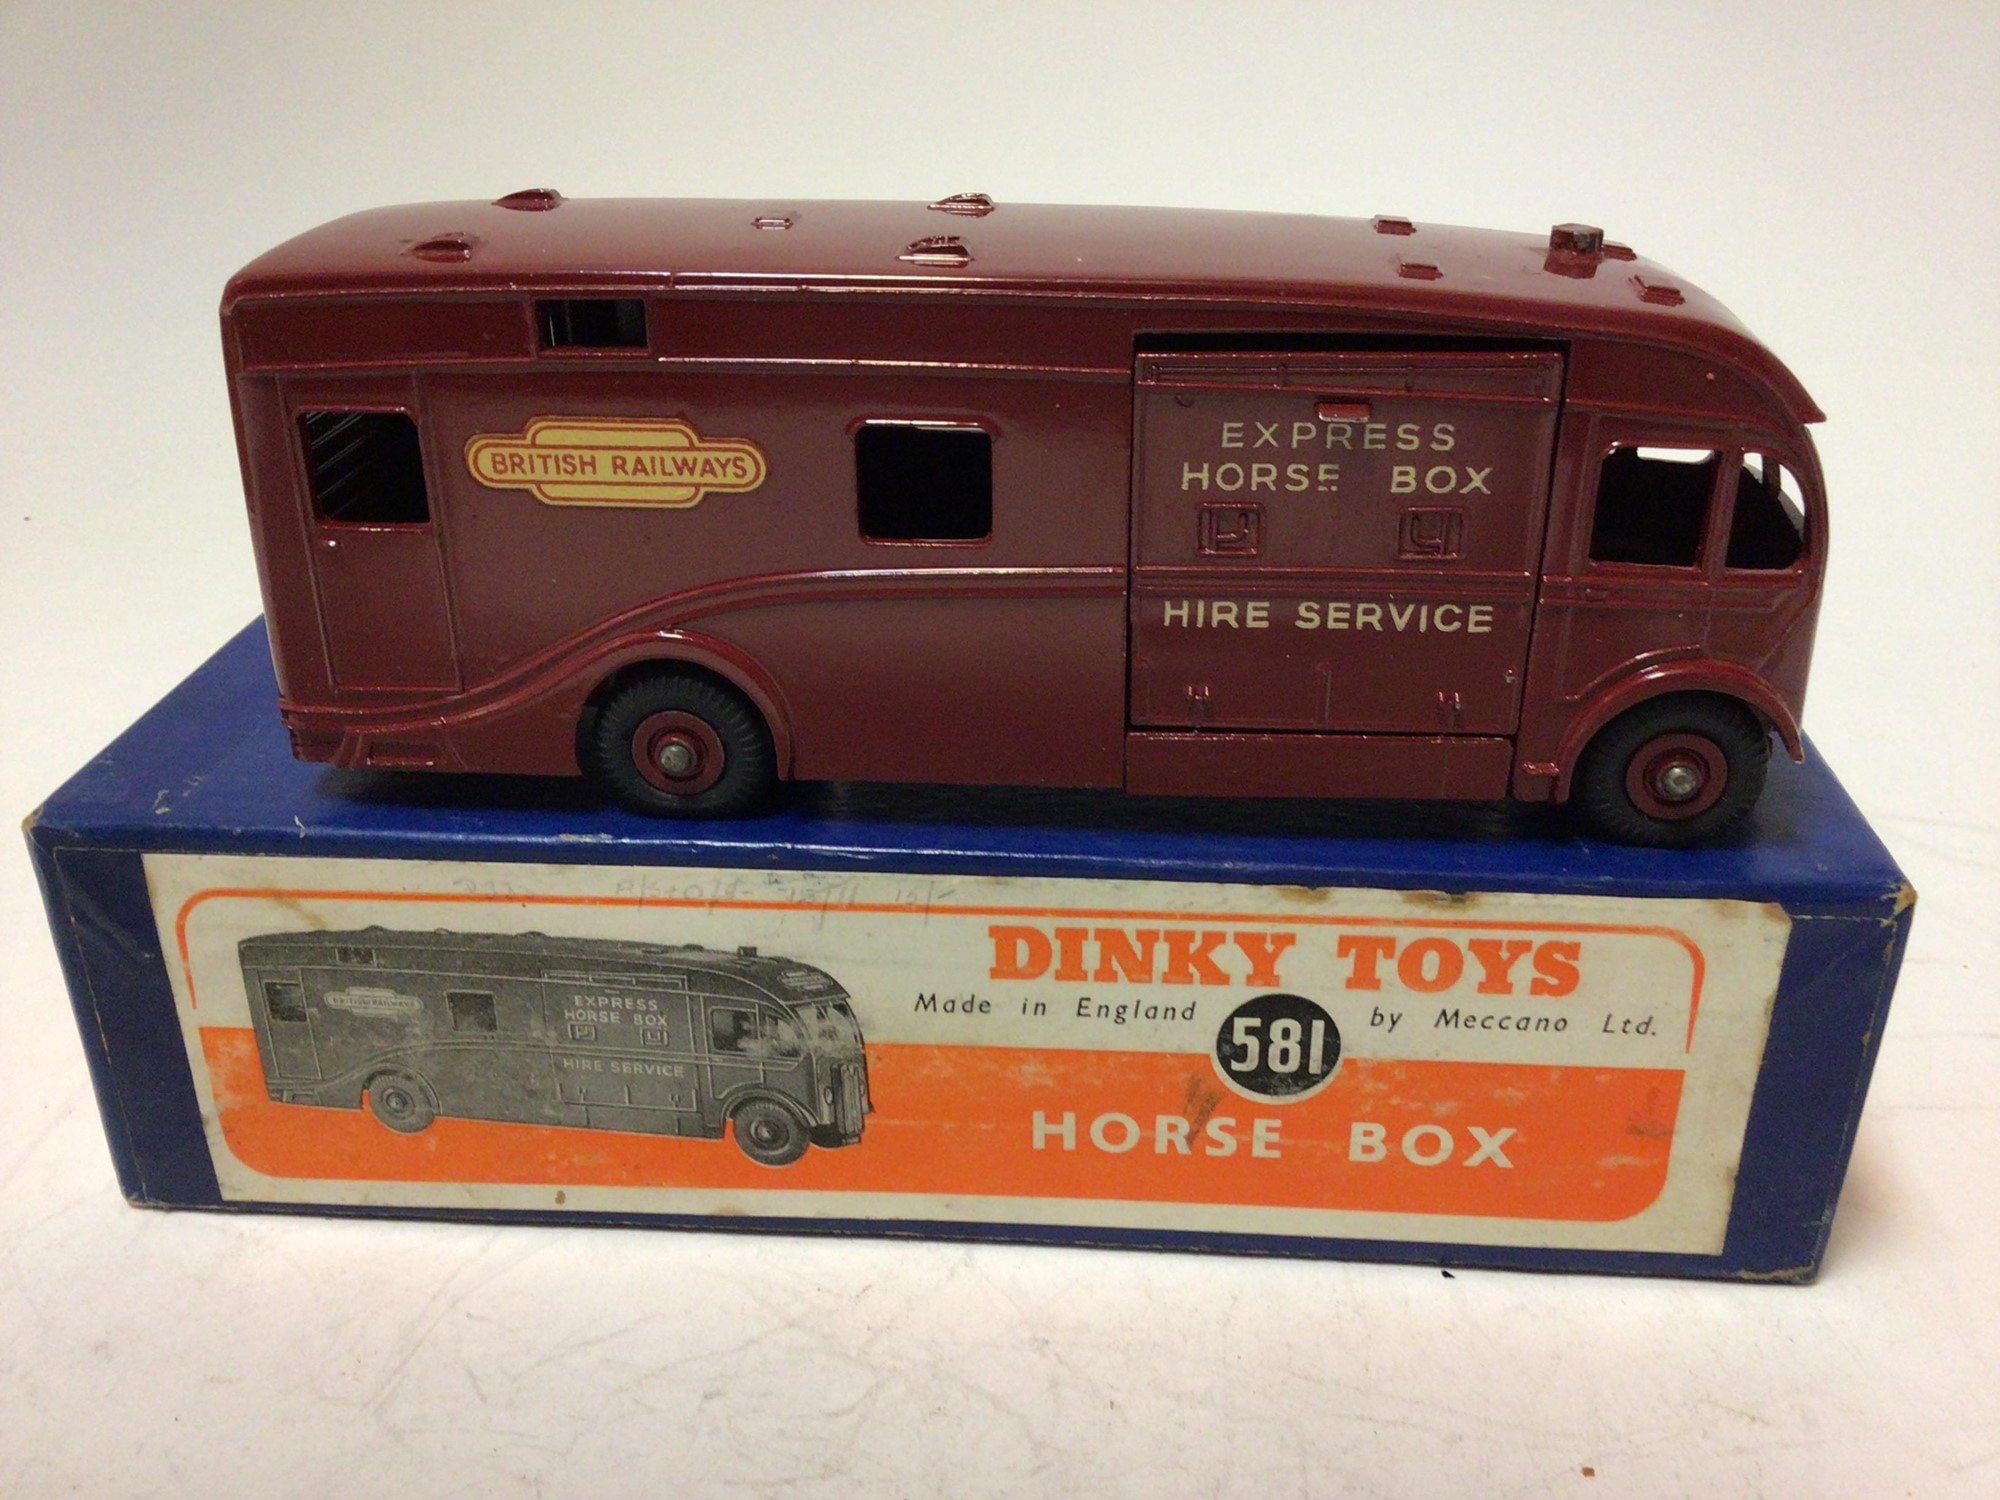 BRITISH RAILWAYS
EXPRESS
HORSE BOX
HIRE SERVICE
15/-
DINKY TOYS
Made in England 581 by Meccano Ltd.
HORSE BOX
BRITISH RAILWAYS
EXPRESS
HORSE BOX
HIRE SERVICE